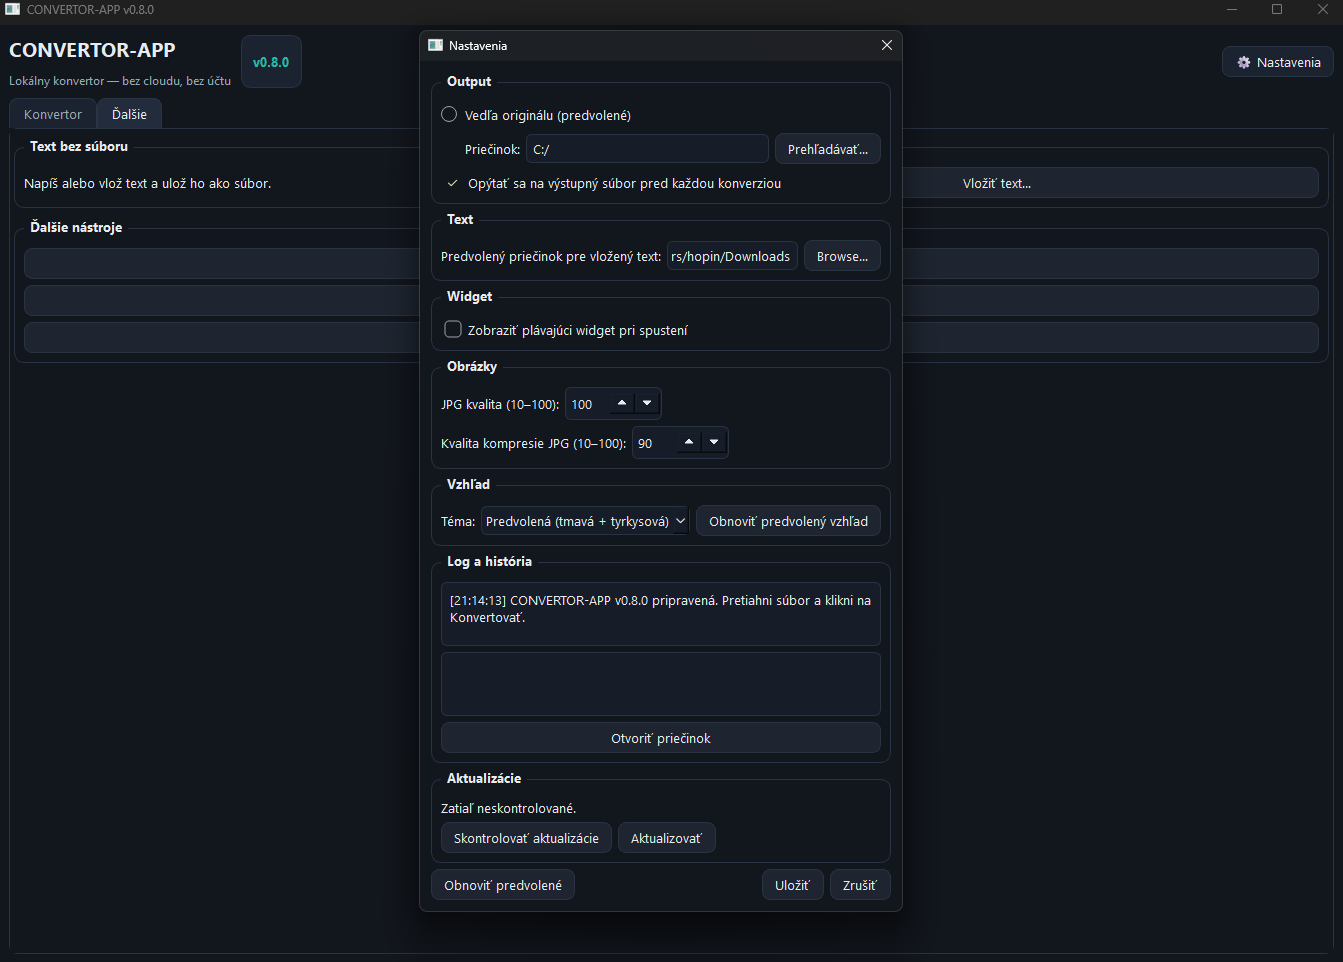 CONVERTOR-APP v0.8.0
CONVERTOR-APP
v0.8.0
Lokálny konvertor — bez cloudu, bez účtu
Nastavenia
Konvertor
Ďalšie
Text bez súboru
Napíš alebo vlož text a ulož ho ako súbor.
Vložiť text...
Ďalšie nástroje
Nastavenia
Output
Vedľa originálu (predvolené)
Priečinok: C:/ Prehľadávať...
Opýtať sa na výstupný súbor pred každou konverziou
Text
Predvolený priečinok pre vložený text: rs/hopin/Downloads Browse...
Widget
Zobraziť plávajúci widget pri spustení
Obrázky
JPG kvalita (10–100): 100
Kvalita kompresie JPG (10–100): 90
Vzhľad
Téma: Predvolená (tmavá + tyrkysová) Obnoviť predvolený vzhľad
Log a história
[21:14:13] CONVERTOR-APP v0.8.0 pripravená. Pretiahni súbor a klikni na
Konvertovať.
Otvoriť priečinok
Aktualizácie
Zatiaľ neskontrolované.
Skontrolovať aktualizácie Aktualizovať
Obnoviť predvolené Uložiť Zrušiť